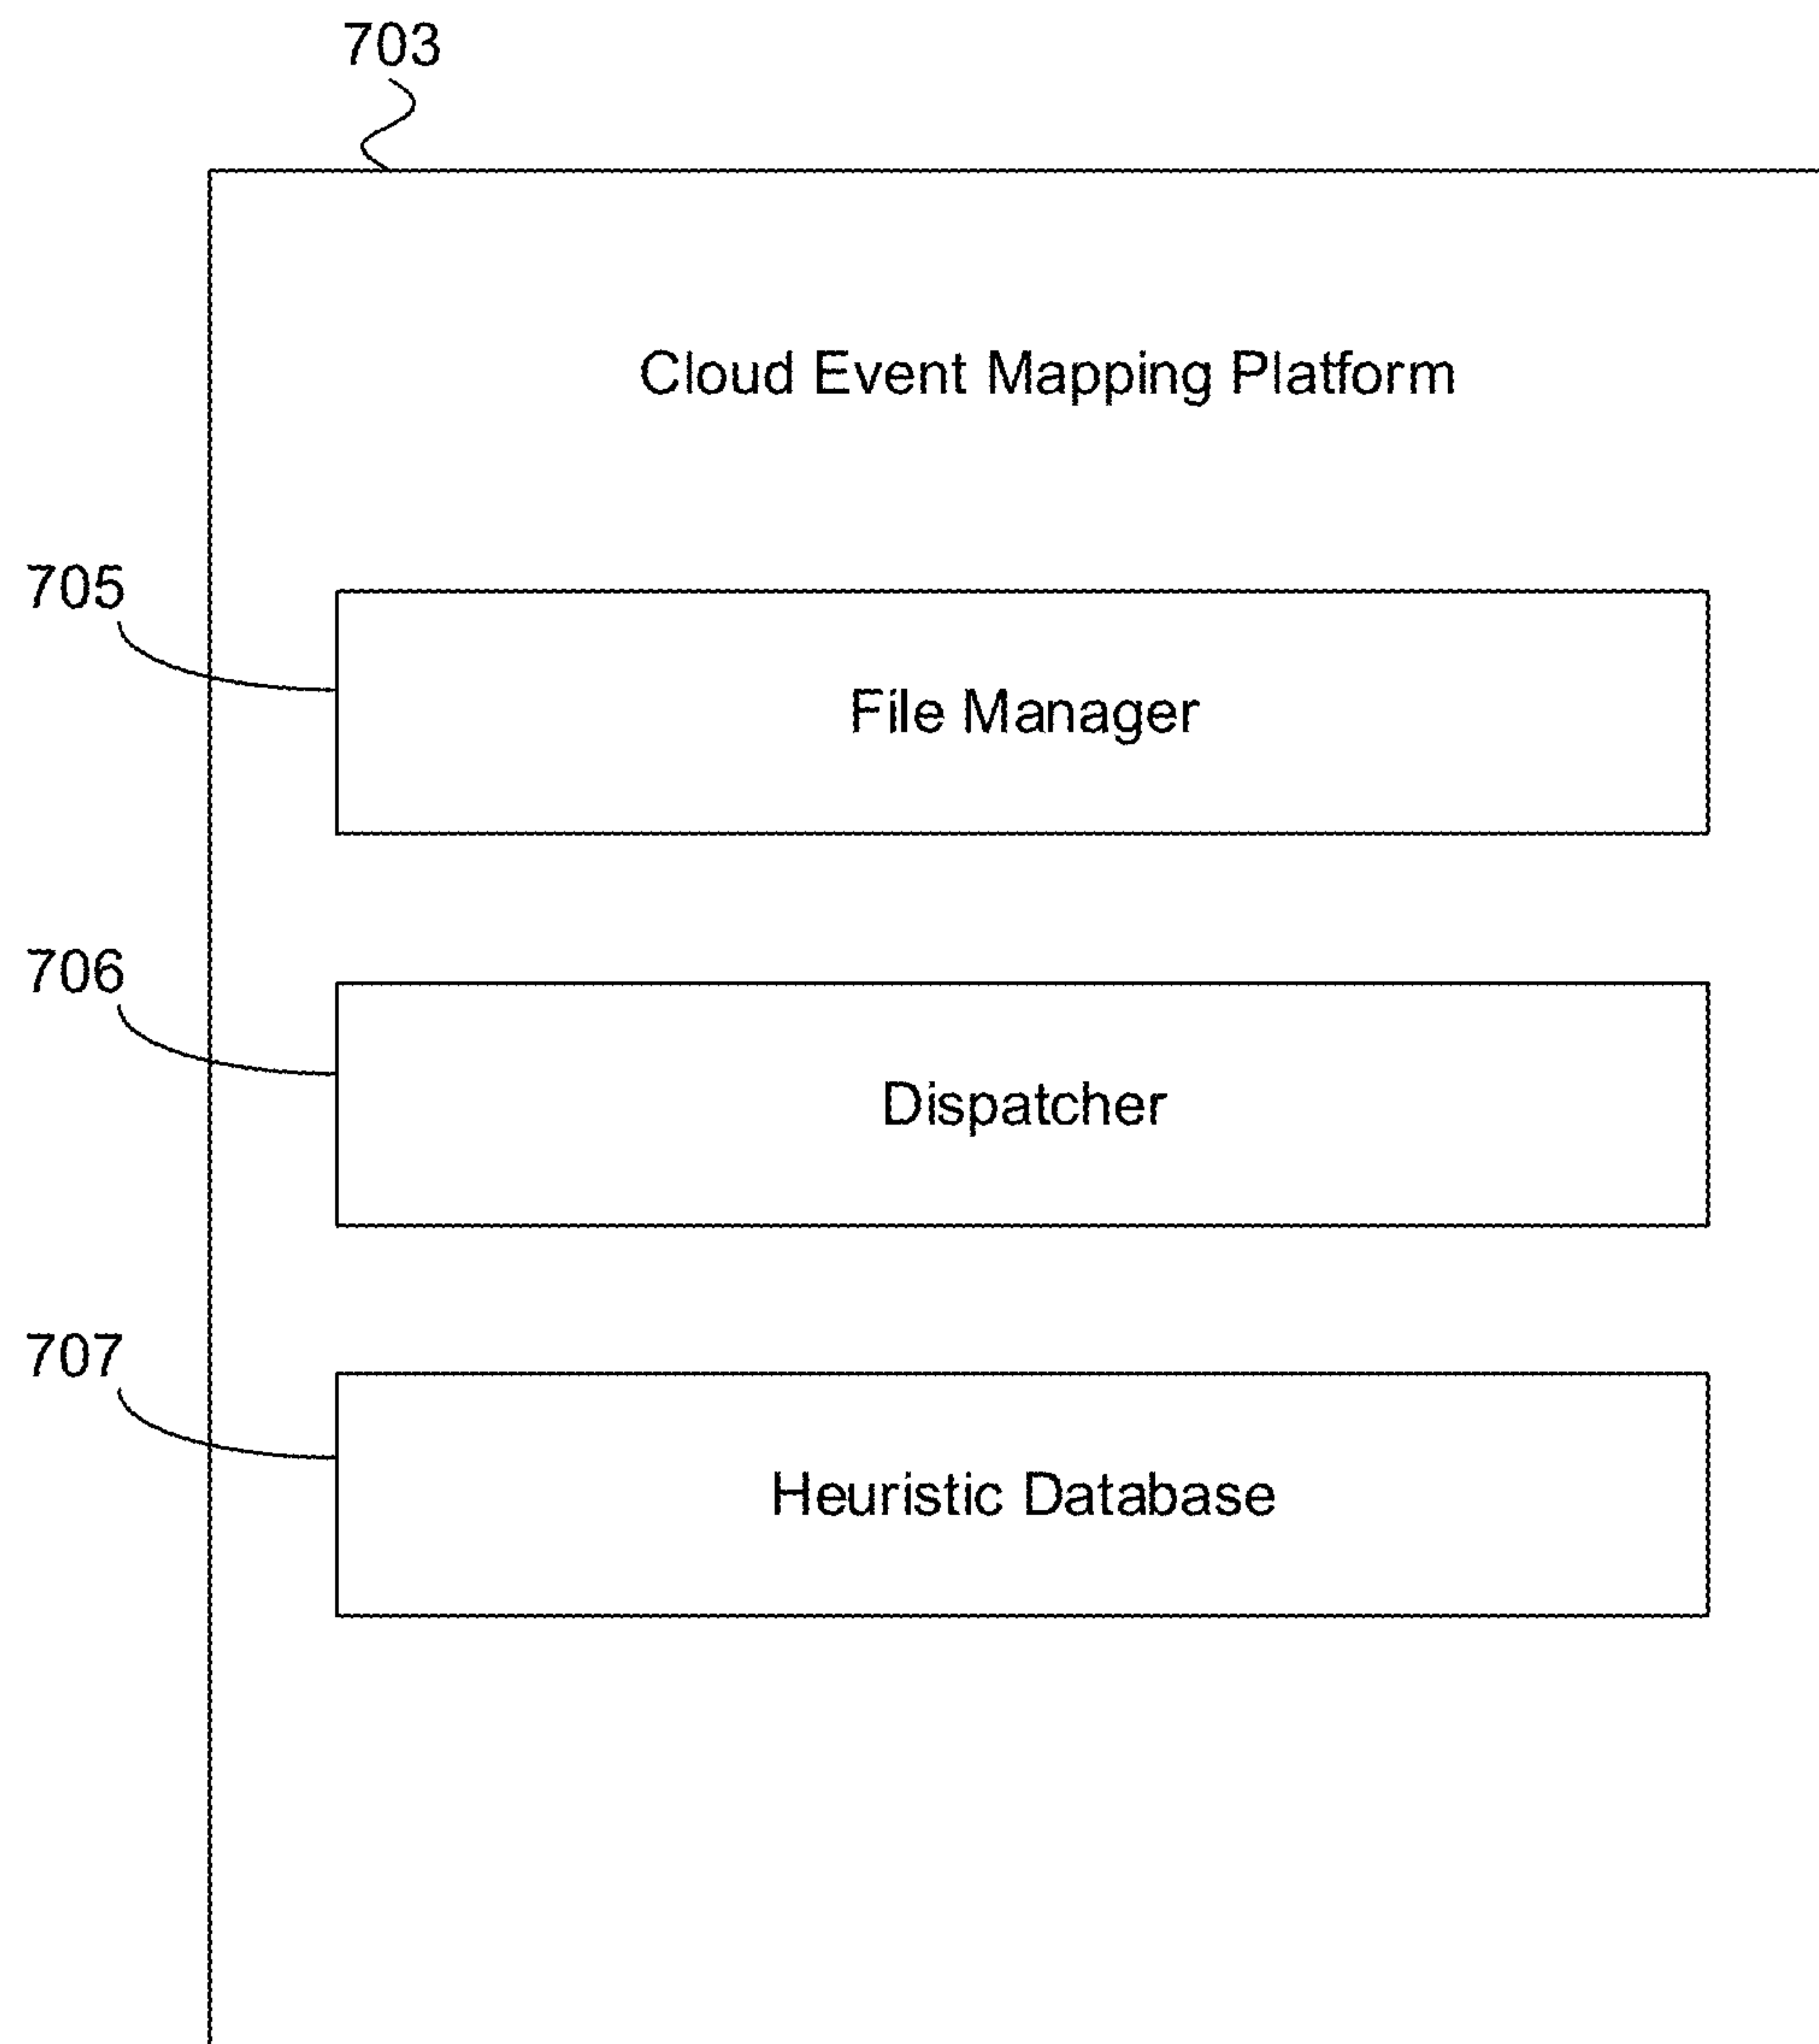 703
Cloud Event Mapping Platform
705
File Manager
706
Dispatcher
707
Heuristic Database